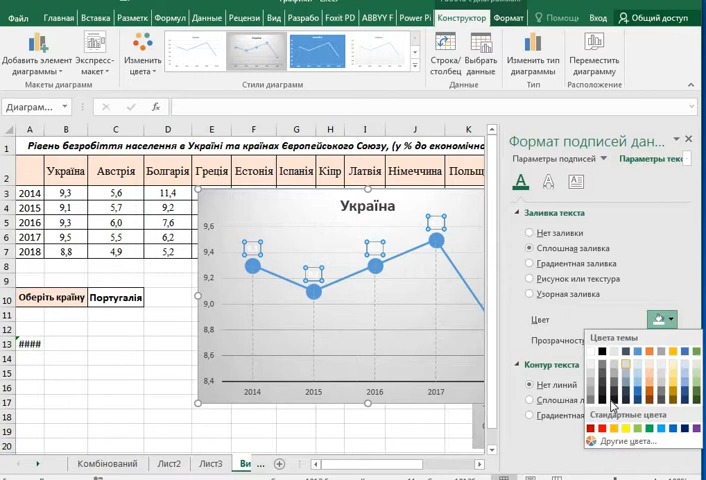 Файл Главная Вставка Разметк Формул Данные Рецензи Вид Разрабо Foxit PD ABBYY F Power Pi Конструктор Формат Помощь Вход Общий доступ
Добавить элемент диаграммы
Экспресс-макет
Изменить цвета
Строка/столбец
Выбрать данные
Изменить тип диаграммы
Переместить диаграмму
Макеты диаграмм
Стили диаграмм
Данные
Тип
Расположение
Диаграм...
fx
A B C D E F G H I J K
1 Рівень безробіття населення в Україні та країнах Європейського Союзу, (у % до економічно
2 Україна Австрія Болгарія Греція Естонія Іспанія Кіпр Латвія Німеччина Польщ
3 2014 9,3 5,6 11,4
4 2015 9,1 5,7 9,2
5 2016 9,3 6,0 7,6
6 2017 9,5 5,5 6,2
7 2018 8,8 4,9 5,2
8
9
10 Оберіть країну Португалія
11
12
13 ####
14
15
16
17
18
19
20
Україна
9,6
9,4
9,2
9,0
8,8
8,6
8,4
2014 2015 2016 2017
Комбінований Лист2 Лист3 Ви ...
Формат подписей дан...
Параметры подписей Параметры текс
Заливка текста
Нет заливки
Сплошная заливка
Градиентная заливка
Рисунок или текстура
Узорная заливка
Цвет
Прозрачность
Контур текста
Нет линий
Сплошная л
Градиентная
Цвета темы
Стандартные цвета
Другие цвета...